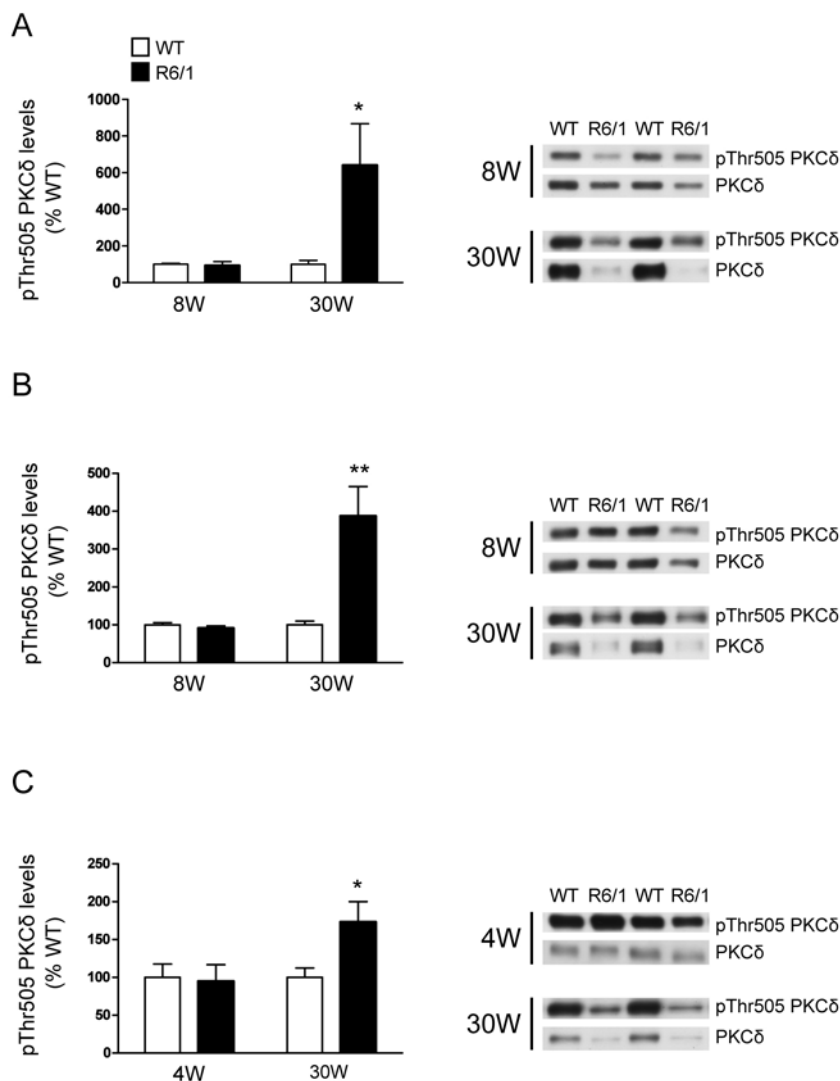 A
WT
R6/1
pThr505 PKCδ levels
(% WT)
1000
800
600
400
200
0
*
8W
30W
WT R6/1 WT R6/1
8W
pThr505 PKCδ
PKCδ
30W
pThr505 PKCδ
PKCδ
B
pThr505 PKCδ levels
(% WT)
500
400
300
200
100
0
**
8W
30W
WT R6/1 WT R6/1
8W
pThr505 PKCδ
PKCδ
30W
pThr505 PKCδ
PKCδ
C
pThr505 PKCδ levels
(% WT)
250
200
150
100
50
0
*
4W
30W
WT R6/1 WT R6/1
4W
pThr505 PKCδ
PKCδ
30W
pThr505 PKCδ
PKCδ